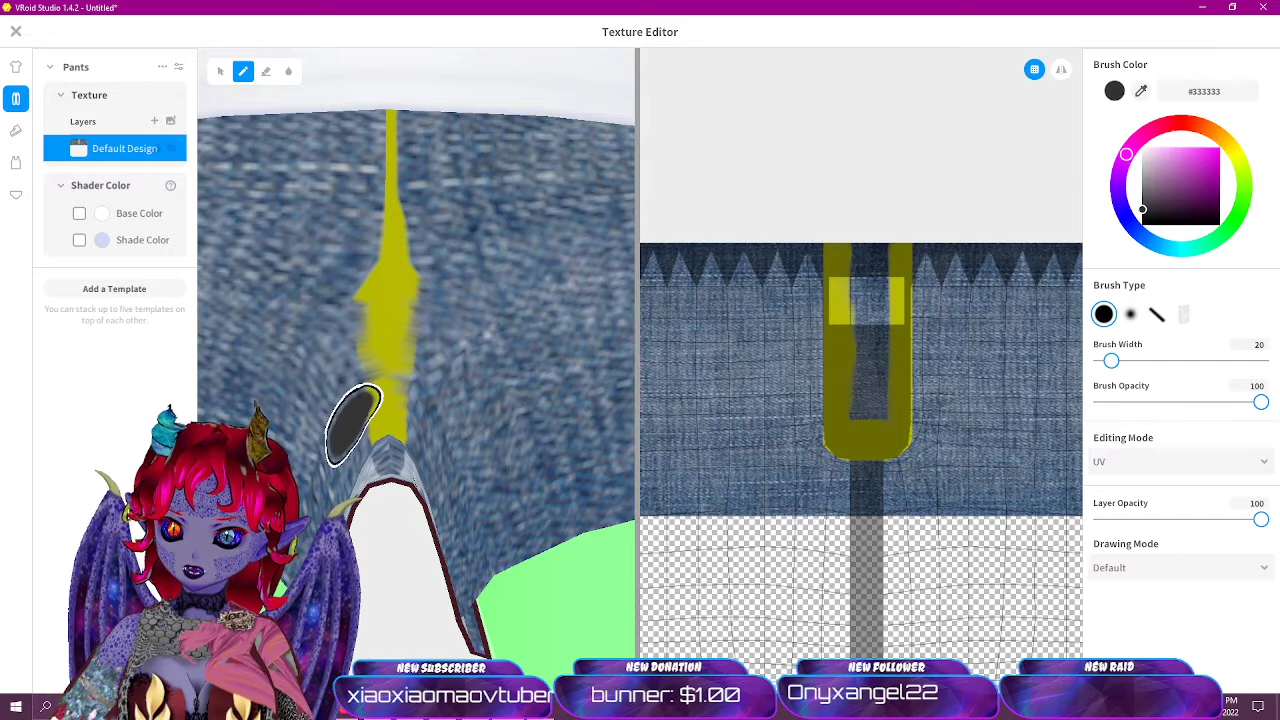 VRoid Studio 1.4.2 - Untitled*
Texture Editor
Pants
Texture
Layers
Default Design
Shader Color
Base Color
Shade Color
Add a Template
You can stack up to five templates on
top of each other.
Brush Color
#333333
Brush Type
Brush Width
20
Brush Opacity
100
Editing Mode
UV
Layer Opacity
100
Drawing Mode
Default
NEW SUBSCRIBER
xiaoxiaomaovtuber
NEW DONATION
bunner: $1.00
NEW FOLLOWER
Onyxangel22
NEW RAID
PM
2022